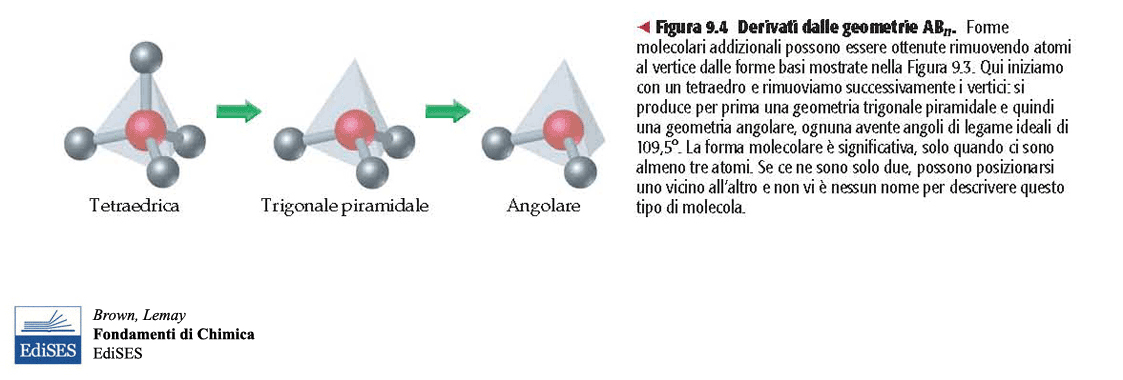 Tetraedrica
Trigonale piramidale
Angolare
◄ Figura 9.4 Derivati dalle geometrie ABn. Forme
molecolari addizionali possono essere ottenute rimuovendo atomi
al vertice dalle forme basi mostrate nella Figura 9.3. Qui iniziamo
con un tetraedro e rimuoviamo successivamente i vertici: si
produce per prima una geometria trigonale piramidale e quindi
una geometria angolare, ognuna avente angoli di legame ideali di
109,5°. La forma molecolare è significativa, solo quando ci sono
almeno tre atomi. Se ce ne sono solo due, possono posizionarsi
uno vicino all'altro e non vi è nessun nome per descrivere questo
tipo di molecola.
EdiSES
Brown, Lemay
Fondamenti di Chimica
EdiSES